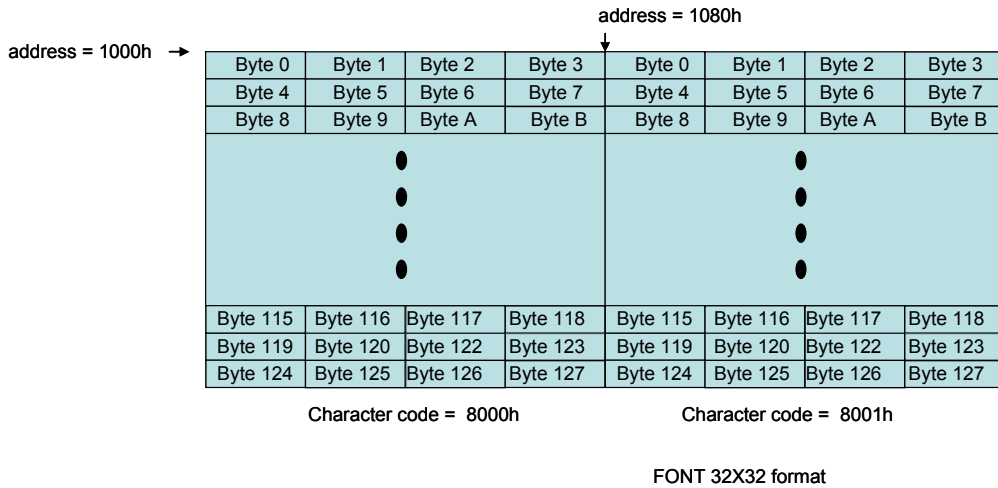 address = 1080h
address = 1000h
Byte 0 Byte 1 Byte 2 Byte 3 Byte 0 Byte 1 Byte 2 Byte 3
Byte 4 Byte 5 Byte 6 Byte 7 Byte 4 Byte 5 Byte 6 Byte 7
Byte 8 Byte 9 Byte A Byte B Byte 8 Byte 9 Byte A Byte B
Byte 115 Byte 116 Byte 117 Byte 118 Byte 115 Byte 116 Byte 117 Byte 118
Byte 119 Byte 120 Byte 122 Byte 123 Byte 119 Byte 120 Byte 122 Byte 123
Byte 124 Byte 125 Byte 126 Byte 127 Byte 124 Byte 125 Byte 126 Byte 127
Character code = 8000h Character code = 8001h
FONT 32X32 format